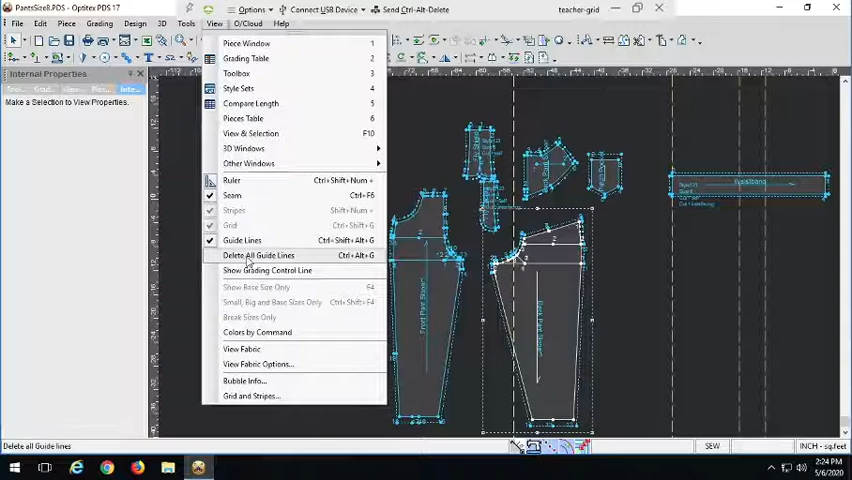 PantsSize8.PDS - Optitex PDS 17
Options
Connect USB Device
Send Ctrl-Alt-Delete
teacher-grid
File Edit Piece Grading Design 3D Tools View O/Cloud Help
Internal Properties
Make a Selection to View Properties.
Piece Window 1
Grading Table 2
Toolbox 3
Style Sets 4
Compare Length 5
Pieces Table 6
View & Selection F10
3D Windows
Other Windows
Ruler Ctrl+Shift+Num +
Seam Ctrl+F6
Stripes Shift+Num +
Grid Ctrl+Shift+G
Guide Lines Ctrl+Shift+Alt+G
Delete All Guide Lines Ctrl+Alt+G
Show Grading Control Line
Show Base Size Only F4
Small, Big and Base Sizes Only Ctrl+Shift+F4
Break Sizes Only
Colors by Command
View Fabric
View Fabric Options...
Bubble Info...
Grid and Stripes...
Waistband
Delete all Guide lines
SEW
INCH - sq.feet
2:24 PM
5/6/2020